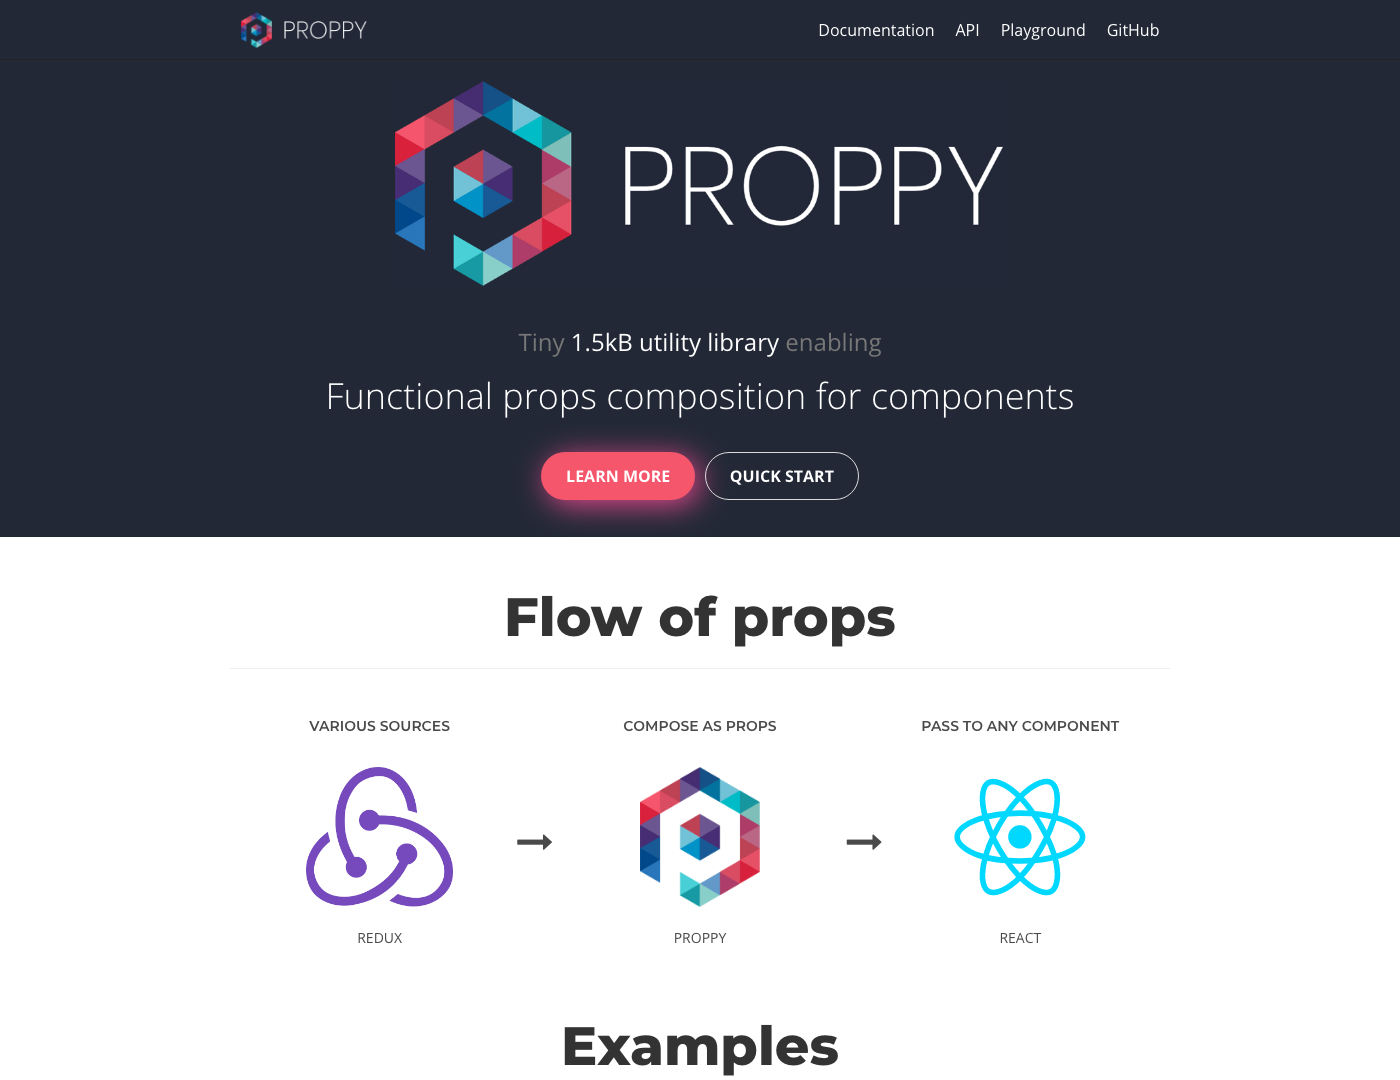 PROPPY
Documentation API Playground GitHub
PROPPY
Tiny 1.5kB utility library enabling
Functional props composition for components
LEARN MORE
QUICK START
Flow of props
VARIOUS SOURCES
COMPOSE AS PROPS
PASS TO ANY COMPONENT
REDUX
PROPPY
REACT
Examples